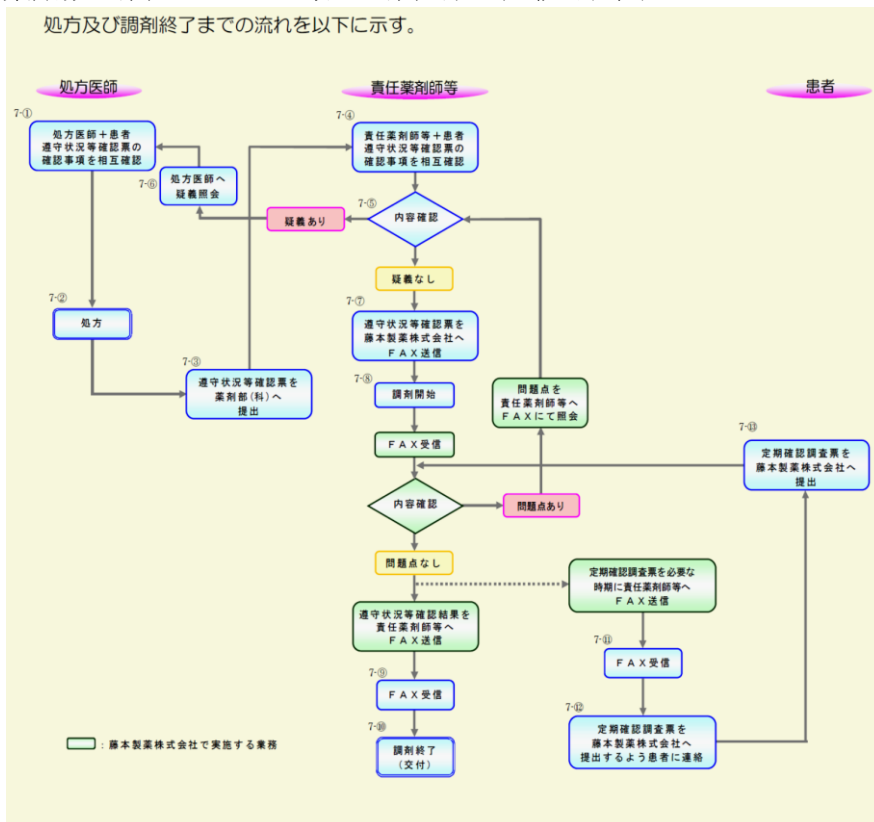 処方及び調剤終了までの流れを以下に示す。
処方医師
責任薬剤師等
患者
7-①
処方医師+患者
遵守状況等確認票の
確認事項を相互確認
7-④
責任薬剤師等+患者
遵守状況等確認票の
確認事項を相互確認
7-⑥
処方医師へ
疑義照会
7-⑤
内容確認
疑義あり
疑義なし
7-②
処方
7-③
遵守状況等確認票を
薬剤部(科)へ
提出
7-⑦
遵守状況等確認票を
藤本製薬株式会社へ
FAX送信
7-⑧
調剤開始
問題点を
責任薬剤師等へ
FAXにて照会
FAX受信
7-⑬
定期確認調査票を
藤本製薬株式会社へ
提出
内容確認
問題点あり
問題点なし
定期確認調査票を必要な
時期に責任薬剤師等へ
FAX送信
遵守状況等確認結果を
責任薬剤師等へ
FAX送信
7-⑪
FAX受信
7-⑨
FAX受信
7-⑫
定期確認調査票を
藤本製薬株式会社へ
提出するよう患者に連絡
7-⑩
調剤終了
(交付)
:藤本製薬株式会社で実施する業務